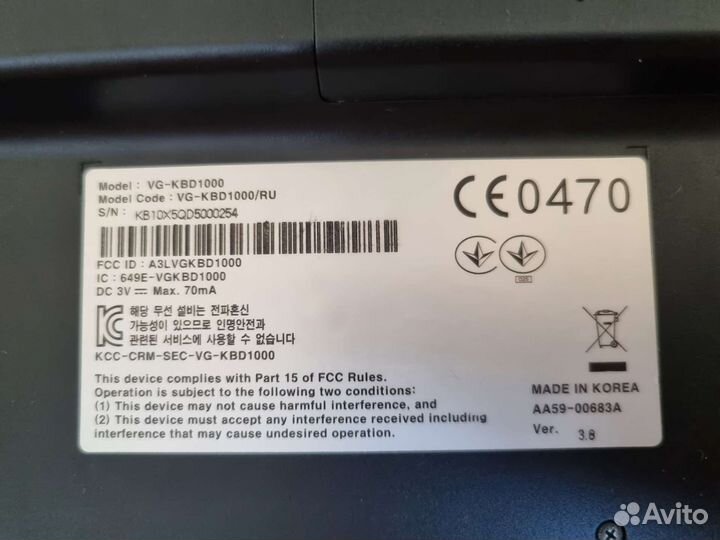 Model : VG-KBD1000
Model Code : VG-KBD1000/RU
S/N : KB10X5QD5000254
FCC ID : A3LVGKBD1000
IC : 649E-VGKBD1000
DC 3V⎓ Max. 70mA
해당 무선 설비는 전파혼신
가능성이 있으므로 인명안전과
관련된 서비스에 사용할 수 없습니다
KCC-CRM-SEC-VG-KBD1000
This device complies with Part 15 of FCC Rules.
Operation is subject to the following two conditions:
(1) This device may not cause harmful interference, and
(2) This device must accept any interference received including
interference that may cause undesired operation.
CE0470
025
MADE IN KOREA
AA59-00683A
Ver. 3.8
Avito